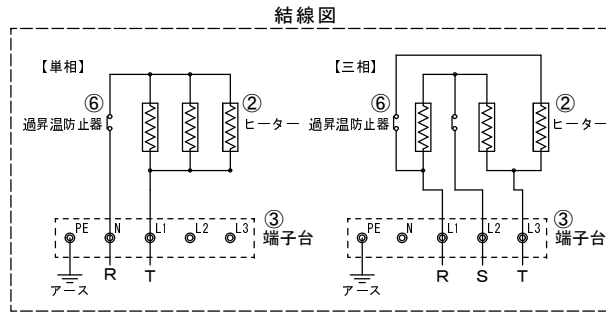 結線図
【単相】
⑥
過昇温防止器
②
ヒーター
③
端子台
PE N L1 L2 L3
アース
R T
【三相】
⑥
過昇温防止器
②
ヒーター
③
端子台
PE N L1 L2 L3
アース
R S T